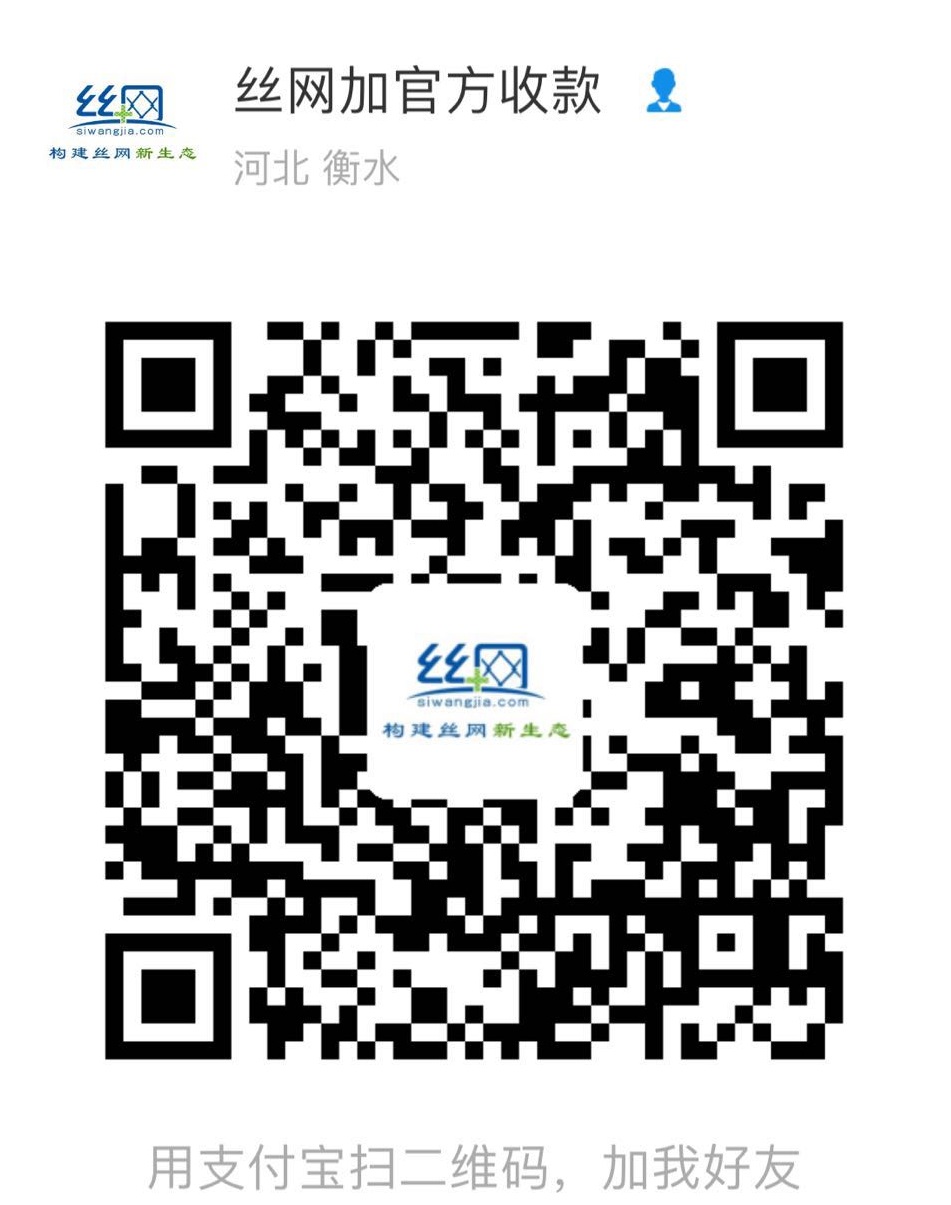 丝网
siwangjia.com
构建丝网新生态
丝网加官方收款
河北 衡水
丝网
siwangjia.com
构建丝网新生态
用支付宝扫二维码，加我好友